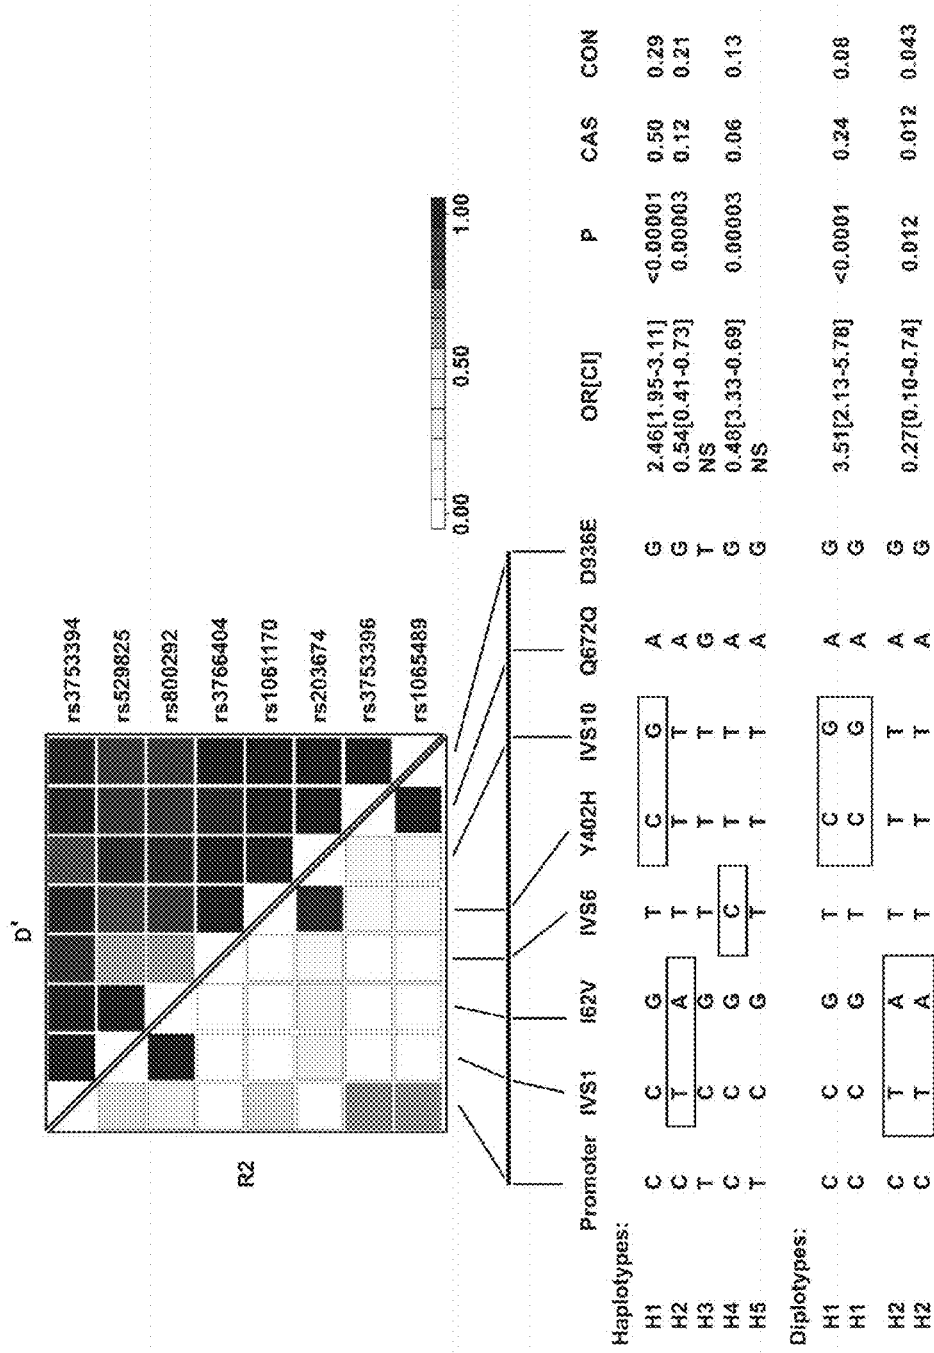 D'
R2
rs3753394
rs529825
rs800292
rs3766404
rs1061170
rs203674
rs3753396
rs1065489
0.00 0.50 1.00
Promoter IVS1 I62V IVS6 Y402H IVS10 Q672Q D936E OR[CI] P CAS CON
Haplotypes:
H1 C C G T C G A G 2.46[1.95-3.11] <0.00001 0.50 0.29
H2 C T A T T T A G 0.54[0.41-0.73] 0.00003 0.12 0.21
H3 T C G T T T G T NS
H4 C C G C T T A G 0.48[3.33-0.69] 0.00003 0.06 0.13
H5 T C G T T T A G NS
Diplotypes:
H1 C C G T C G A G 3.51[2.13-5.78] <0.0001 0.24 0.08
H1 C C G T C G A G
H2 C T A T T T A G
H2 C T A T T T A G 0.27[0.10-0.74] 0.012 0.012 0.043